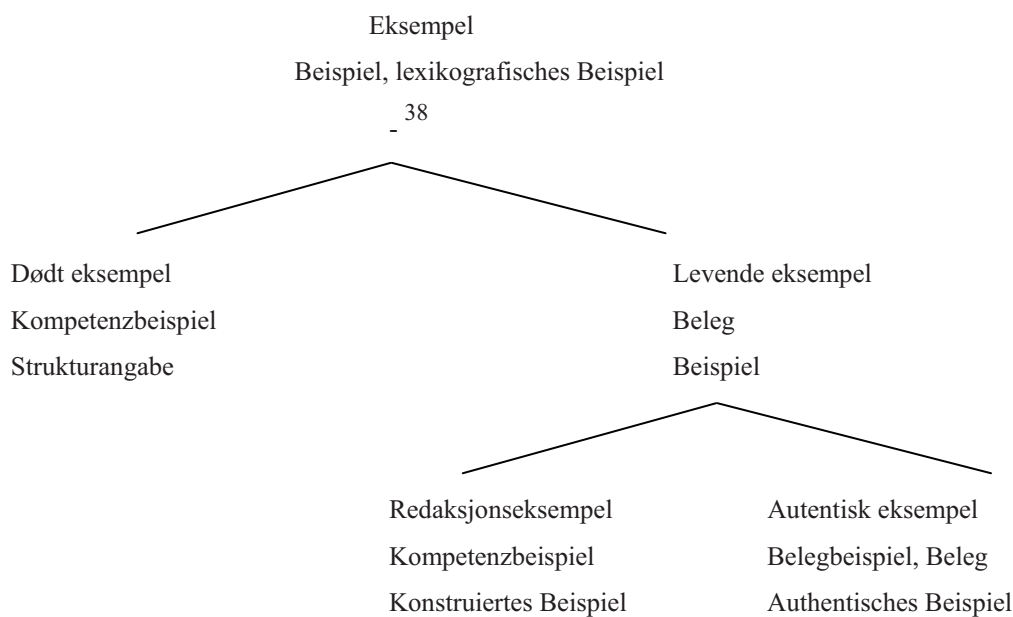 Eksempel
Beispiel, lexikografisches Beispiel
- 38
Dødt eksempel
Kompetenzbeispiel
Strukturangabe
Levende eksempel
Beleg
Beispiel
Redaksjonseksempel
Kompetenzbeispiel
Konstruiertes Beispiel
Autentisk eksempel
Belegbeispiel, Beleg
Authentisches Beispiel